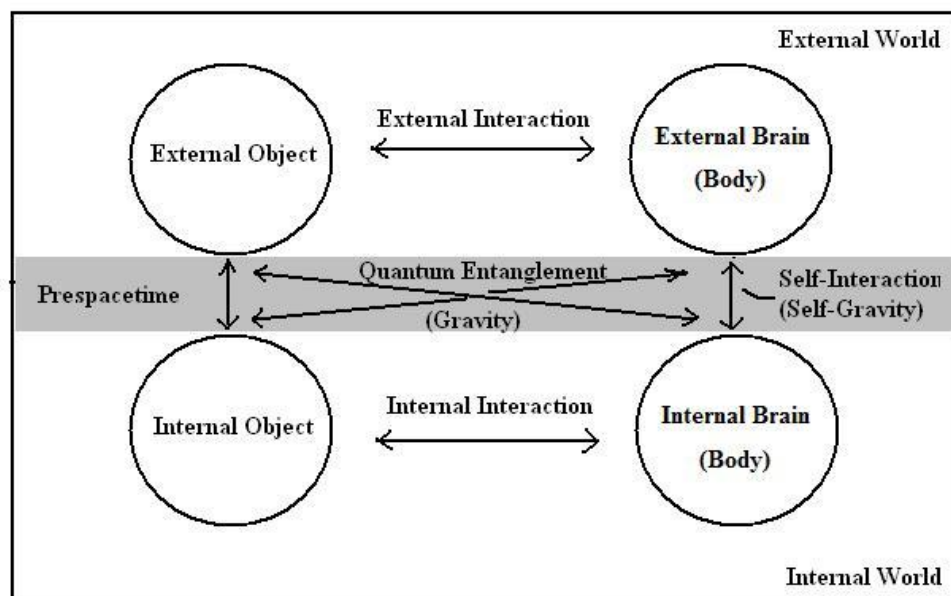 External World
External Interaction
External Object
External Brain
(Body)
Quantum Entanglement
Prespacetime
Self-Interaction
(Self-Gravity)
(Gravity)
Internal Interaction
Internal Object
Internal Brain
(Body)
Internal World